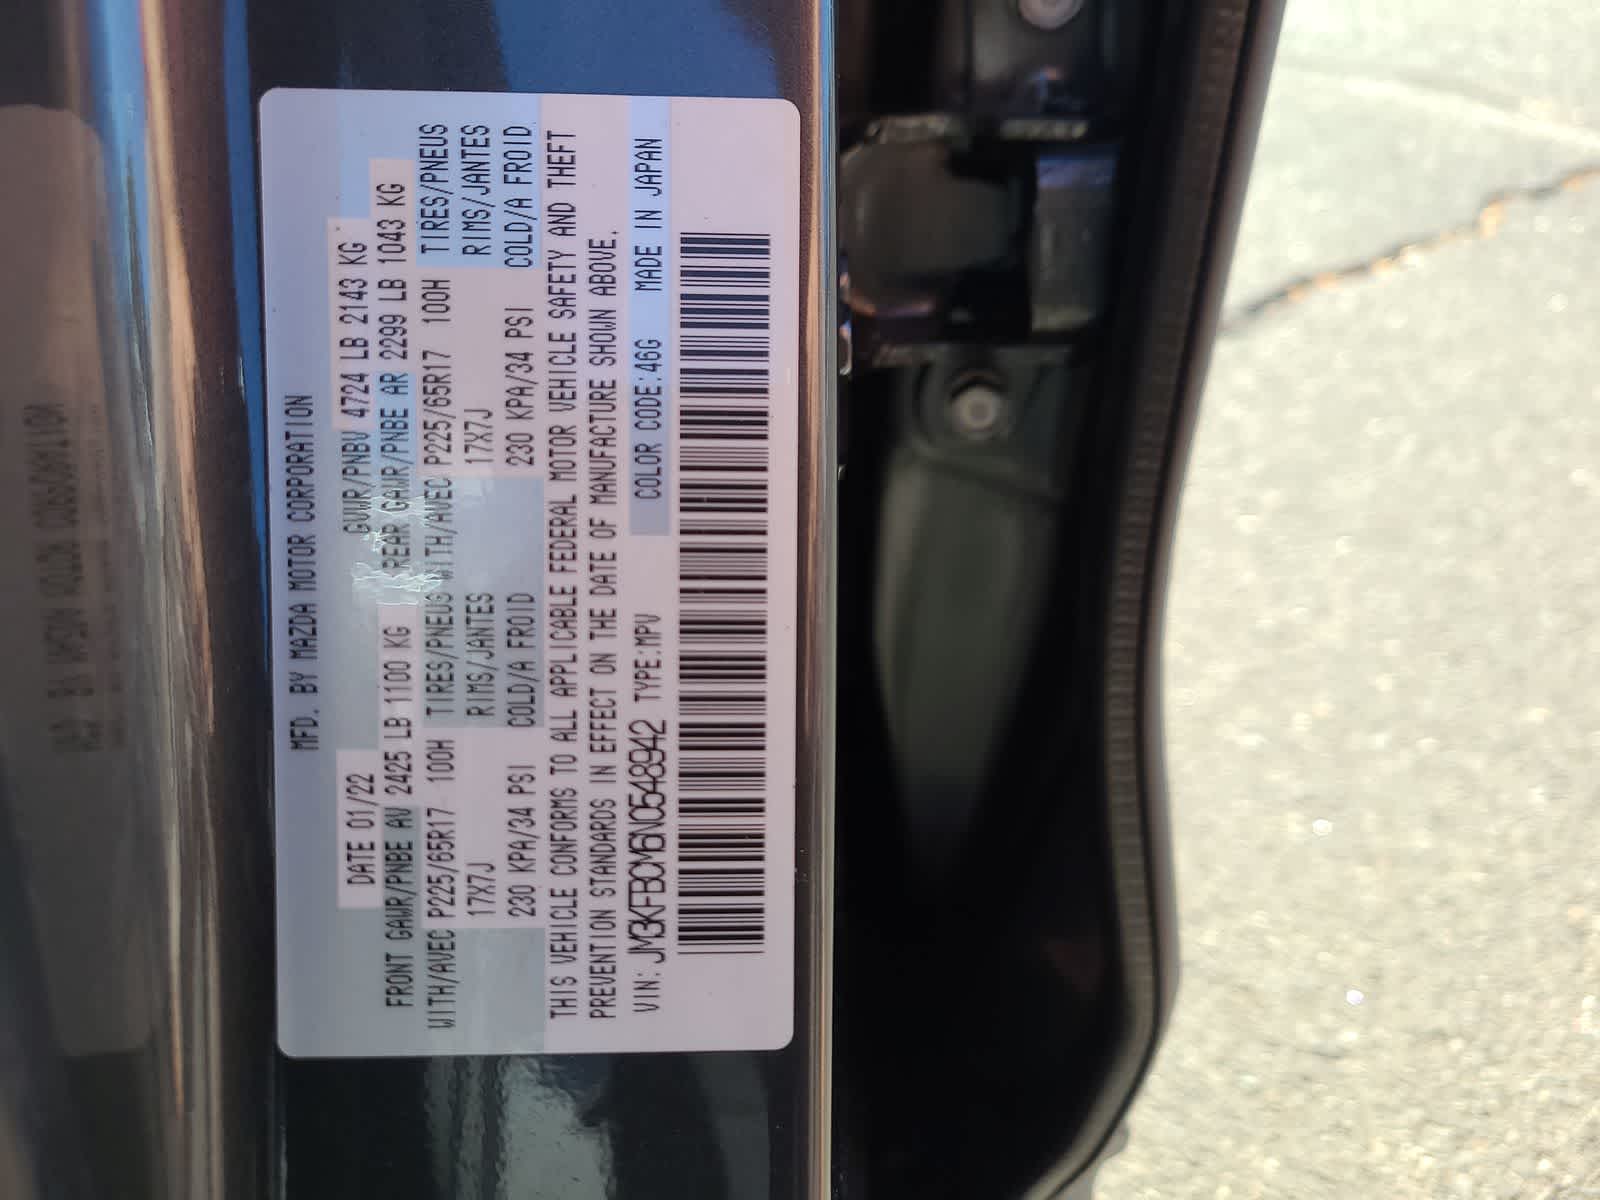 MFD. BY MAZDA MOTOR CORPORATION
DATE 01/22 GVWR/PNBV 4724 LB 2143 KG
FRONT GAWR/PNBE AV 2425 LB 1100 KG REAR GAWR/PNBE AR 2299 LB 1043 KG
WITH/AVEC P225/65R17 100H TIRES/PNEUS WITH/AVEC P225/65R17 100H TIRES/PNEUS
17X7J RIMS/JANTES 17X7J RIMS/JANTES
230 KPA/34 PSI COLD/A FROID 230 KPA/34 PSI COLD/A FROID
THIS VEHICLE CONFORMS TO ALL APPLICABLE FEDERAL MOTOR VEHICLE SAFETY AND THEFT
PREVENTION STANDARDS IN EFFECT ON THE DATE OF MANUFACTURE SHOWN ABOVE.
VIN: JM3KFBCM6N0548942 TYPE:MPV COLOR CODE:46G MADE IN JAPAN